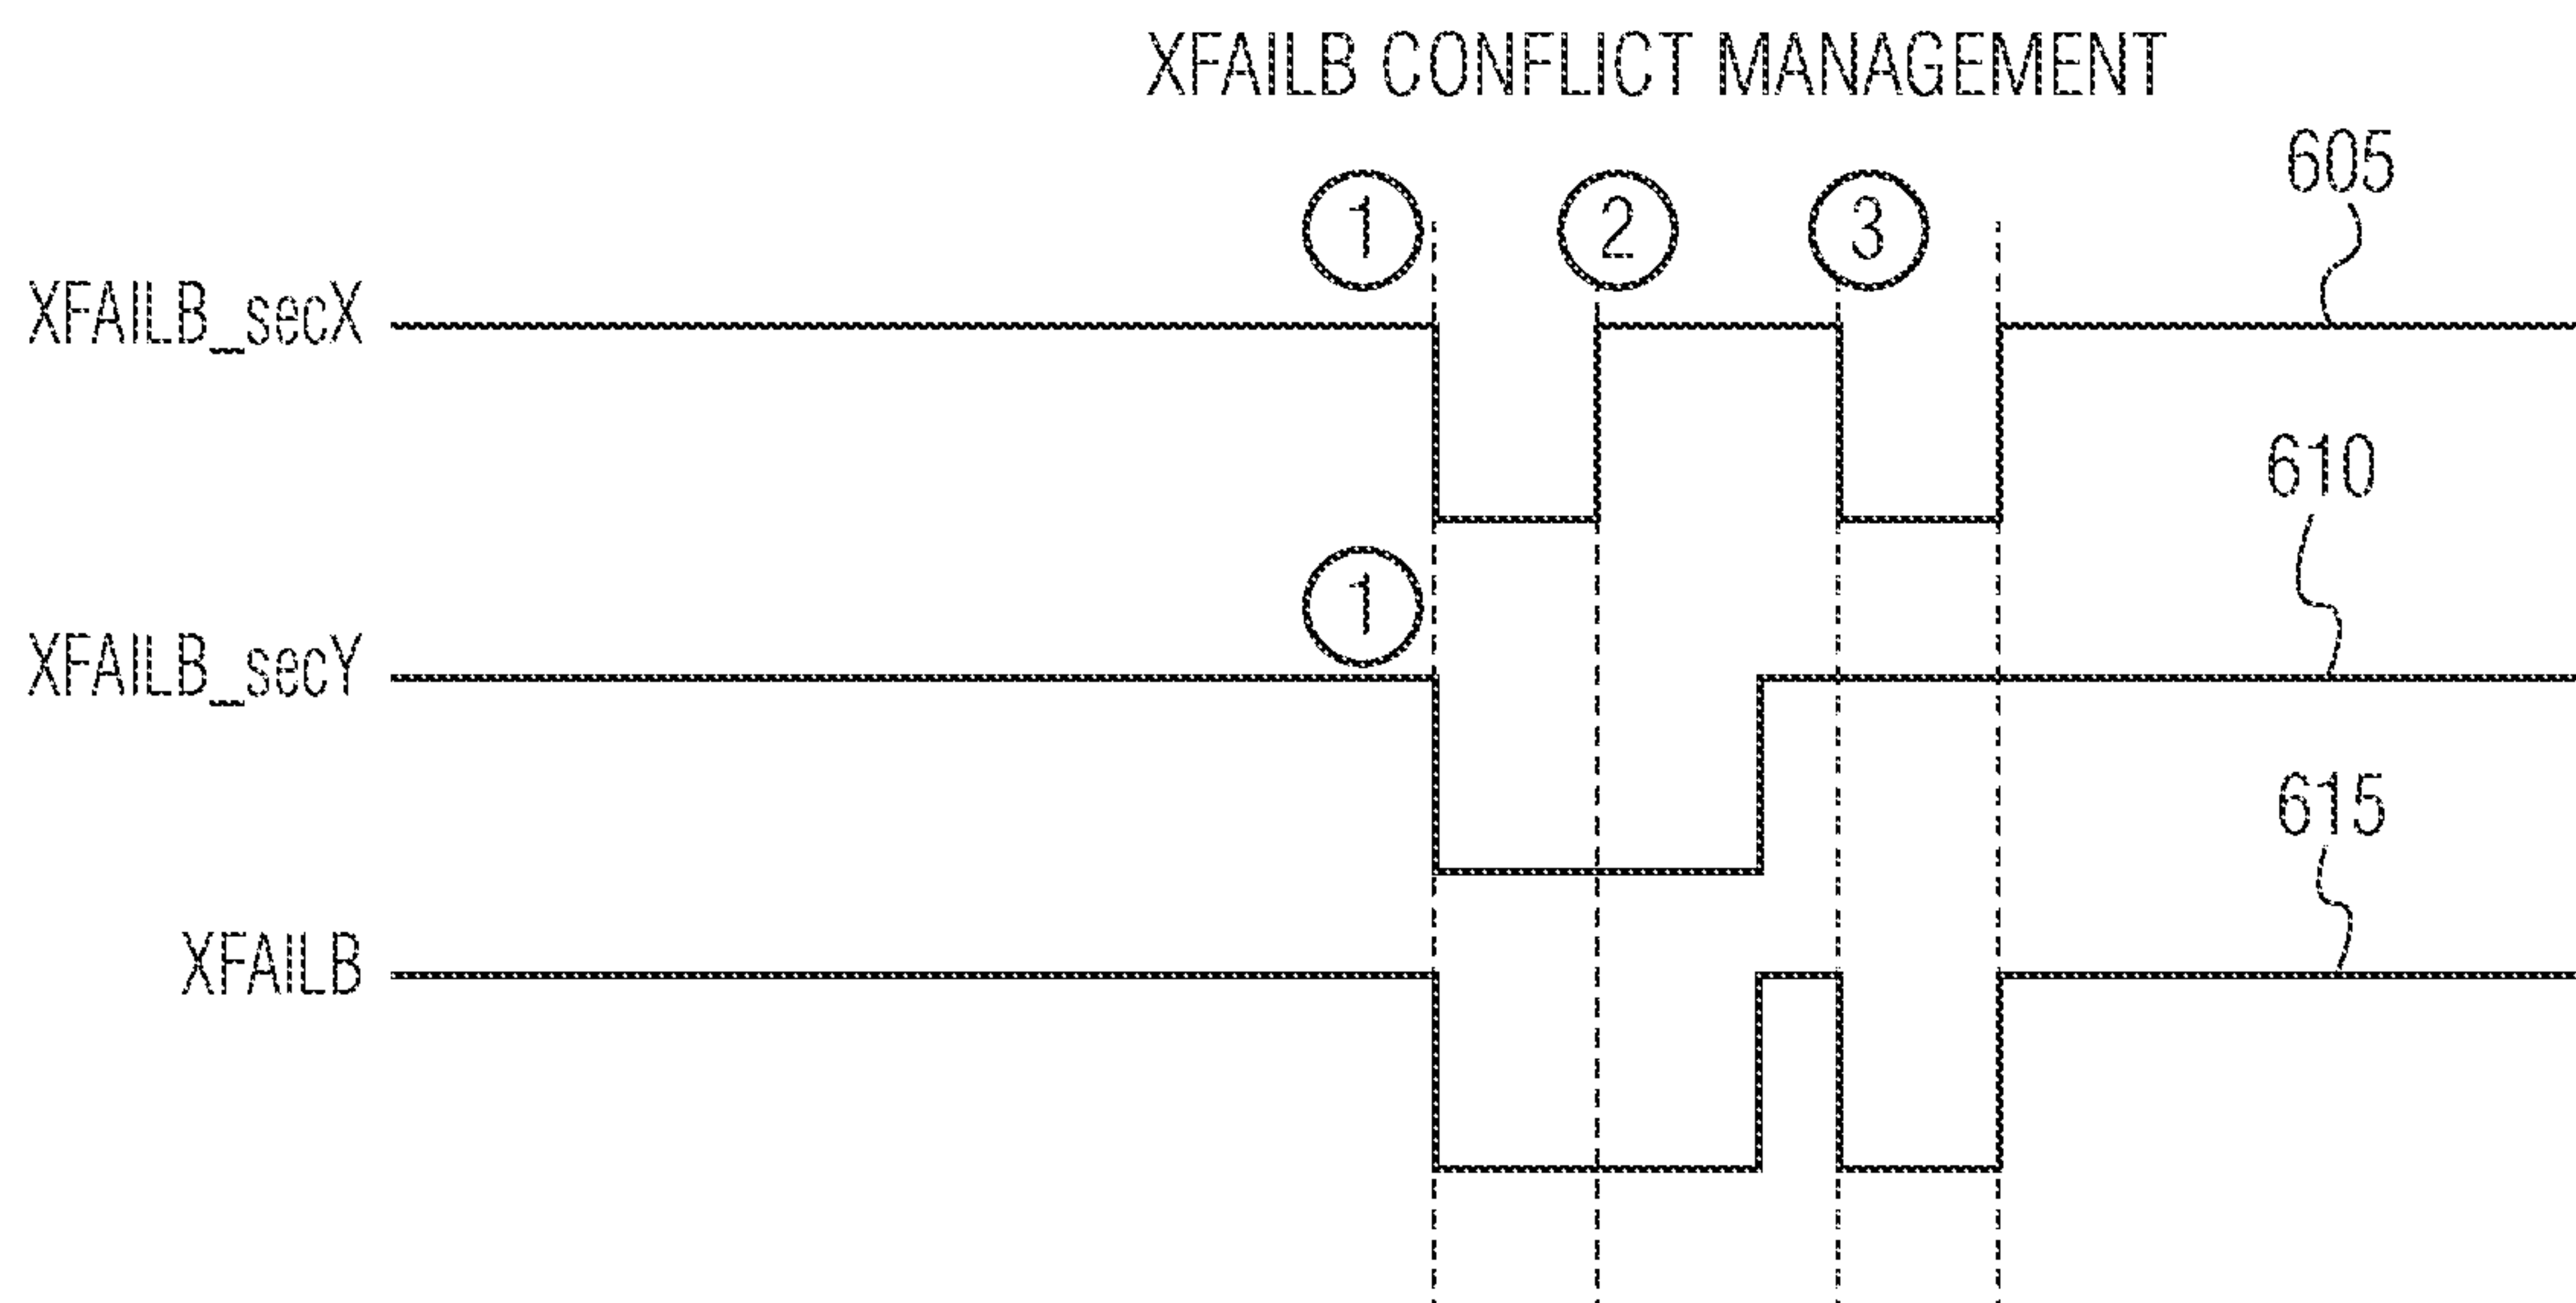 XFAILB CONFLICT MANAGEMENT
605
1 2 3
XFAILB_secX
610
1
XFAILB_secY
615
XFAILB